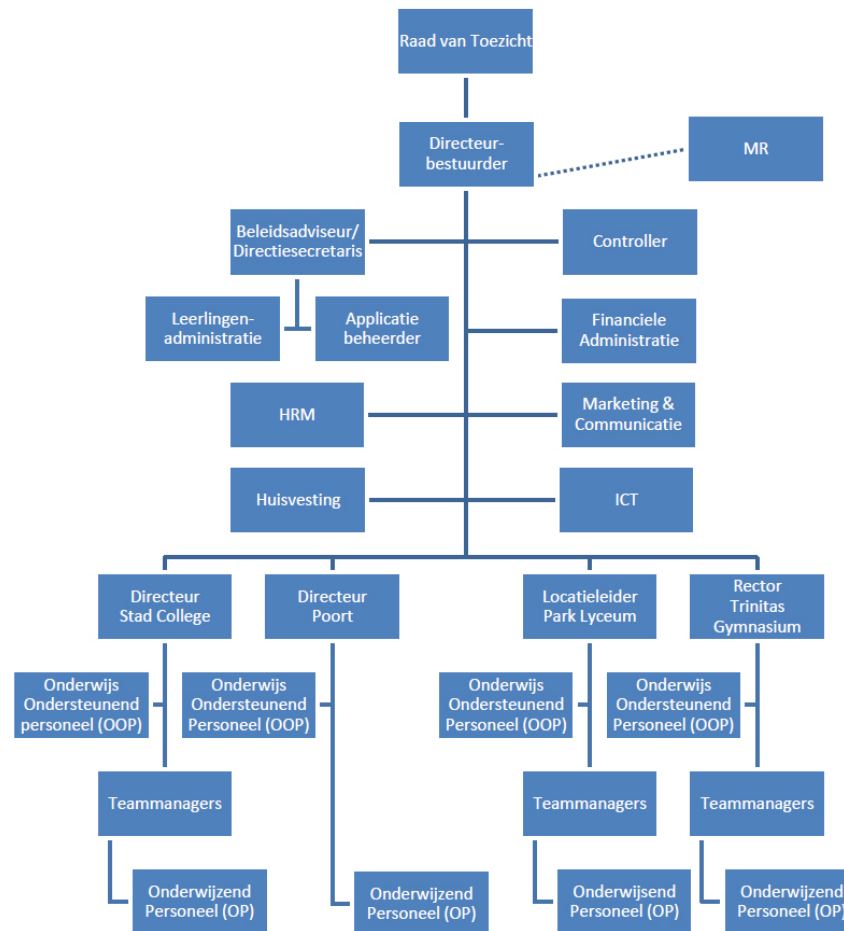 Raad van Toezicht
Directeur-
bestuurder
MR
Beleidsadviseur/
Directiesecretaris
Controller
Leerlingen-
administratie
Applicatie
beheerder
Financiele
Administratie
HRM
Marketing &
Communicatie
Huisvesting
ICT
Directeur
Stad College
Directeur
Poort
Locatieleider
Park Lyceum
Rector
Trinitas
Gymnasium
Onderwijs
Ondersteunend
personeel (OOP)
Onderwijs
Ondersteunend
Personeel (OOP)
Onderwijs
Ondersteunend
Personeel (OOP)
Onderwijs
Ondersteunend
Personeel (OOP)
Teammanagers
Teammanagers
Teammanagers
Onderwijzend
Personeel (OP)
Onderwijzend
Personeel (OP)
Onderwijsend
Personeel (OP)
Onderwijzend
Personeel (OP)